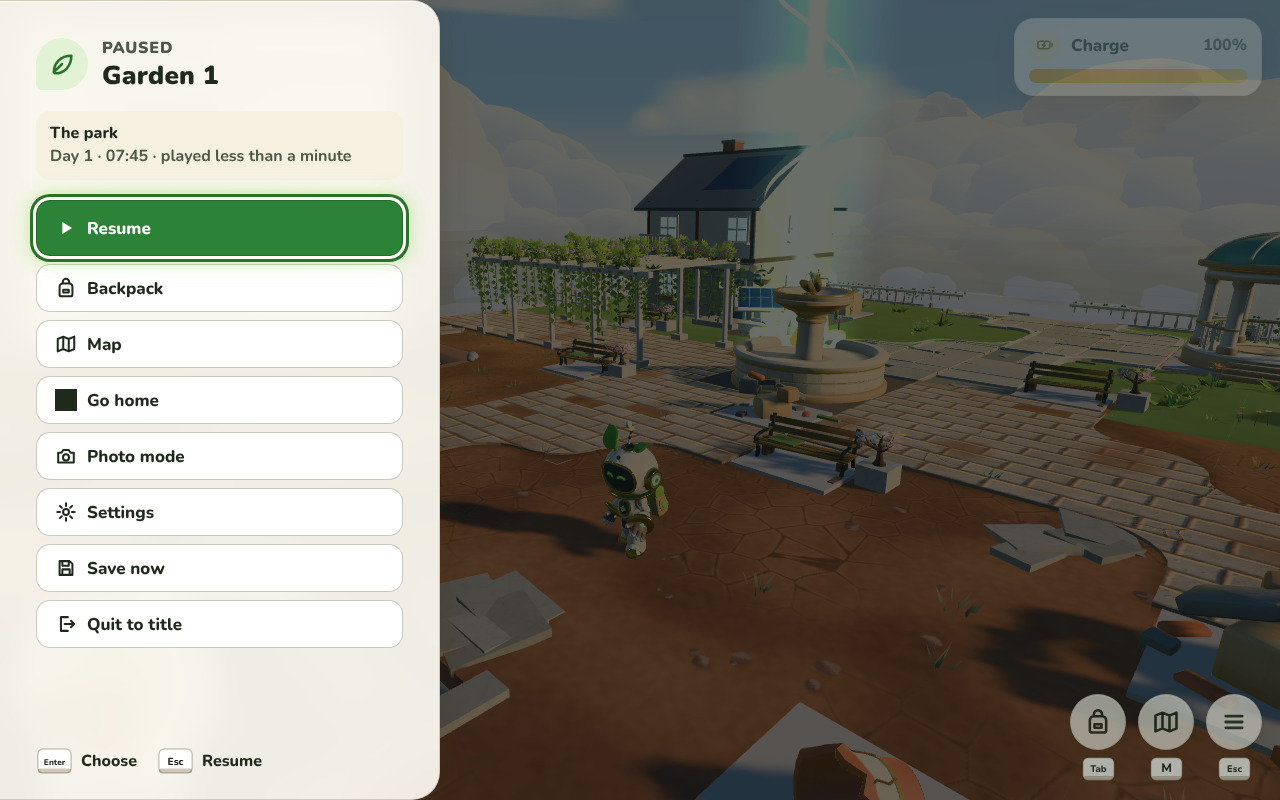 PAUSED
Garden 1
The park
Day 1 · 07:45 · played less than a minute
Resume
Backpack
Map
Go home
Photo mode
Settings
Save now
Quit to title
Enter Choose Esc Resume
Charge 100%
Tab M Esc